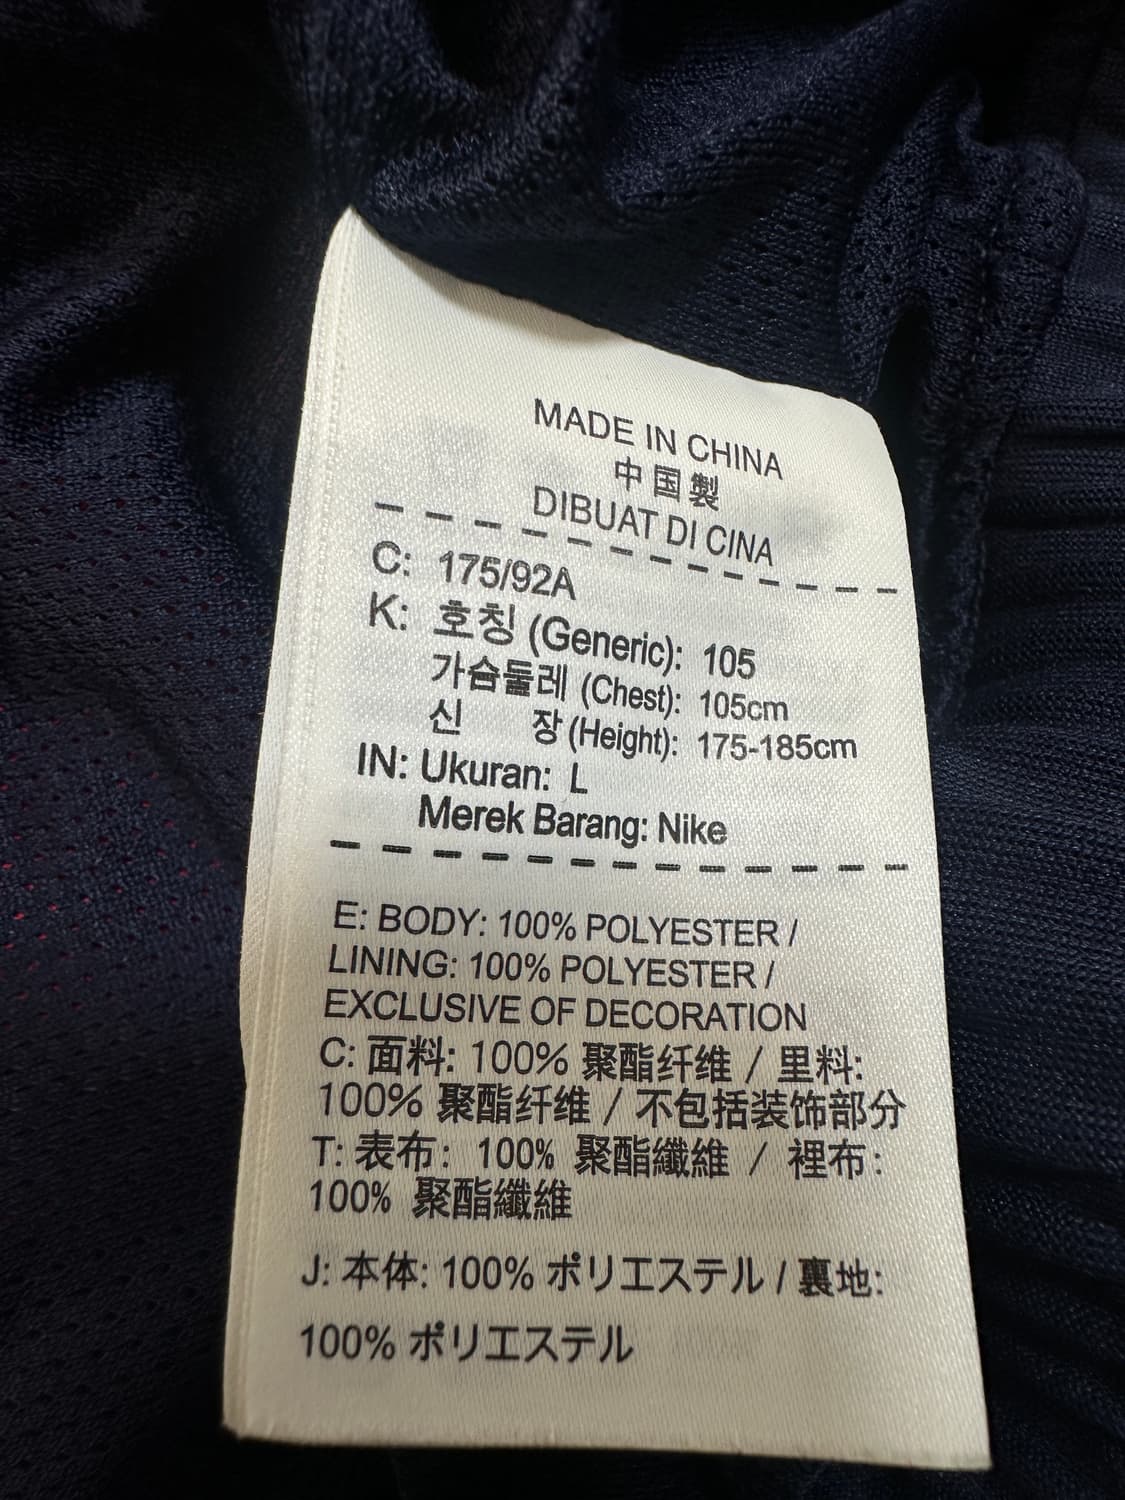 MADE IN CHINA
中国製
DIBUAT DI CINA
C: 175/92A
K: 호칭 (Generic): 105
가슴둘레 (Chest): 105cm
신 장 (Height): 175-185cm
IN: Ukuran: L
Merek Barang: Nike
E: BODY: 100% POLYESTER /
LINING: 100% POLYESTER /
EXCLUSIVE OF DECORATION
C: 面料: 100% 聚酯纤维 / 里料:
100% 聚酯纤维 / 不包括装饰部分
T: 表布: 100% 聚酯纖維 / 裡布:
100% 聚酯纖維
J: 本体: 100% ポリエステル / 裏地:
100% ポリエステル